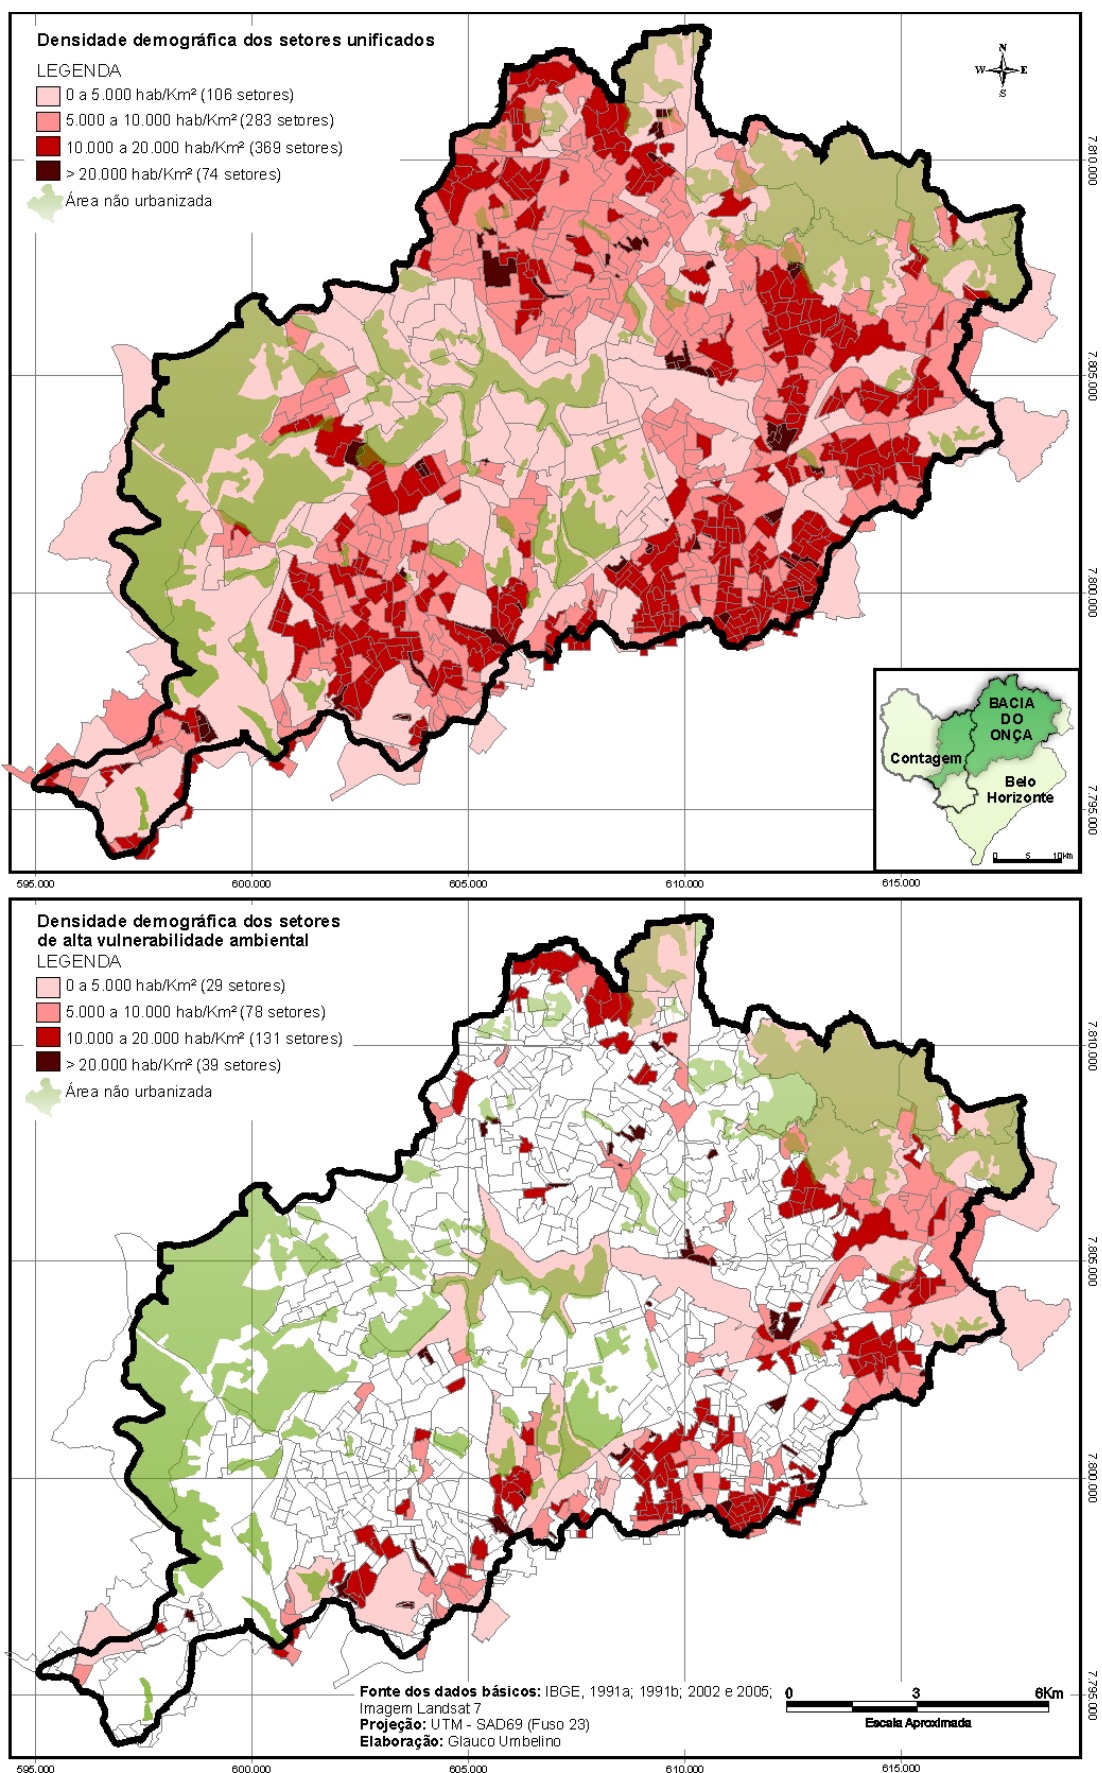 Densidade demográfica dos setores unificados
LEGENDA
0 a 5.000 hab/Km² (106 setores)
5.000 a 10.000 hab/Km² (283 setores)
10.000 a 20.000 hab/Km² (369 setores)
> 20.000 hab/Km² (74 setores)
Área não urbanizada
N
W E
S
7.810.000
7.805.000
7.800.000
7.795.000
BACIA
DO
ONÇA
Contagem
Belo
Horizonte
0 5 10Km
595.000 600.000 605.000 610.000 615.000
Densidade demográfica dos setores
de alta vulnerabilidade ambiental
LEGENDA
0 a 5.000 hab/Km² (29 setores)
5.000 a 10.000 hab/Km² (78 setores)
10.000 a 20.000 hab/Km² (131 setores)
> 20.000 hab/Km² (39 setores)
Área não urbanizada
7.810.000
7.805.000
7.800.000
7.795.000
Fonte dos dados básicos: IBGE, 1991a; 1991b; 2002 e 2005;
Imagem Landsat 7
Projeção: UTM - SAD69 (Fuso 23)
Elaboração: Glauco Umbelino
0 3 6Km
Escala Aproximada
595.000 600.000 605.000 610.000 615.000